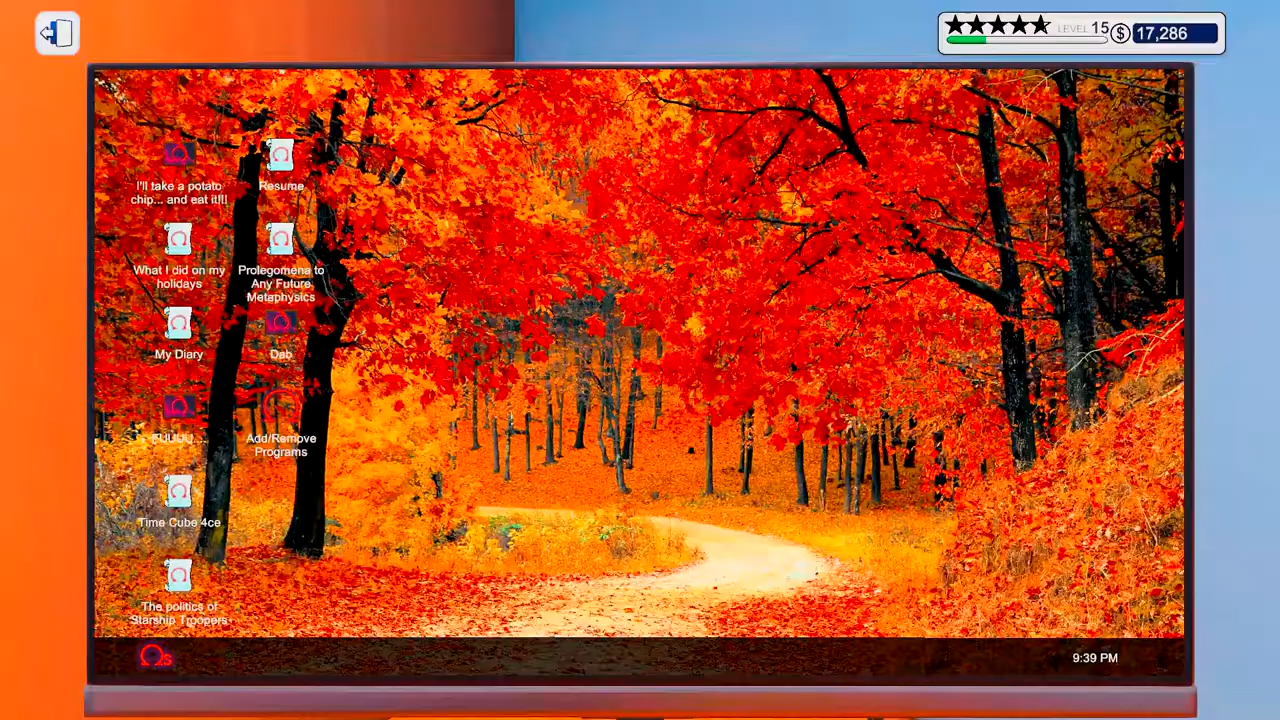 LEVEL 15
$ 17,286
I'll take a potato
chip... and eat it!!!
Resume
What I did on my
holidays
Prolegomena to
Any Future
Metaphysics
My Diary
Dab
FUUUU....
Add/Remove
Programs
Time Cube 4ce
The politics of
Starship Troopers
Ωs
9:39 PM